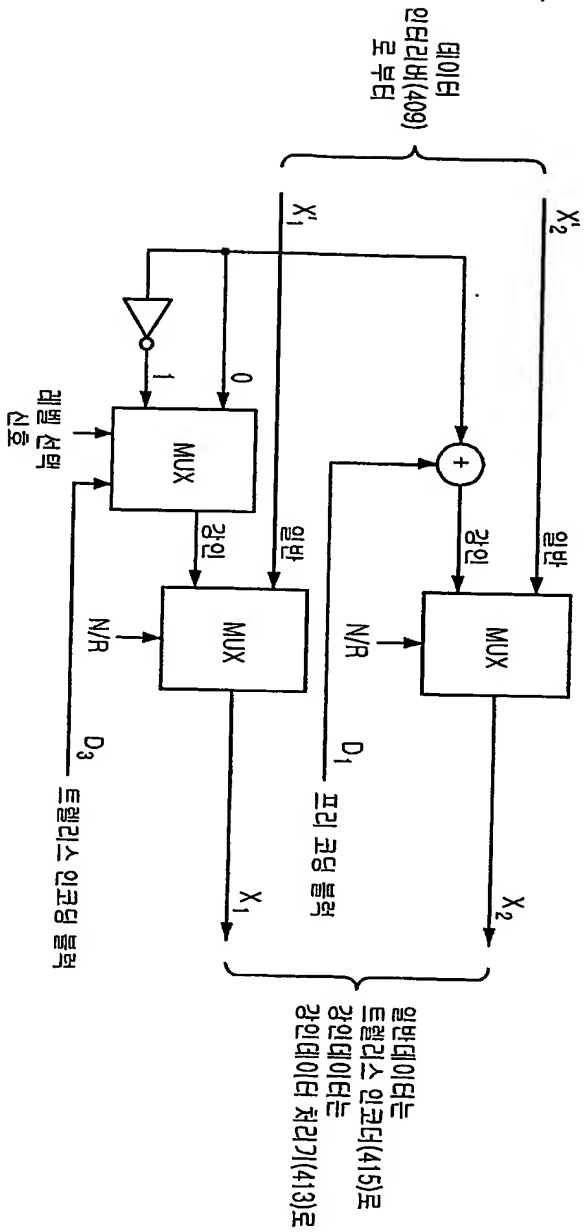 데이터
인터리버(409)
로 부터
X'2
X'1
일반
강인
MUX
N/R
D1 프리 코딩 블럭
X2
0
1
MUX
레벨 선택
신호
일반
강인
MUX
N/R
D3 트렐리스 인코딩 블럭
X1
일반데이터는
트렐리스 인코더(415)로
강인데이터는
강인데이터 처리기(413)로